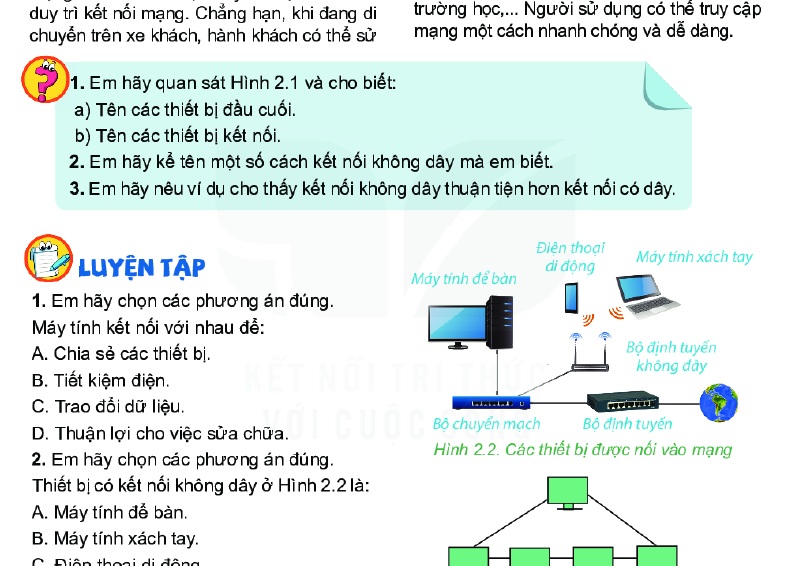 duy trì kết nối mạng. Chẳng hạn, khi đang di
chuyển trên xe khách, hành khách có thể sử
trường học,... Người sử dụng có thể truy cập
mạng một cách nhanh chóng và dễ dàng.
1. Em hãy quan sát Hình 2.1 và cho biết:
a) Tên các thiết bị đầu cuối.
b) Tên các thiết bị kết nối.
2. Em hãy kể tên một số cách kết nối không dây mà em biết.
3. Em hãy nêu ví dụ cho thấy kết nối không dây thuận tiện hơn kết nối có dây.
LUYỆN TẬP
1. Em hãy chọn các phương án đúng.
Máy tính kết nối với nhau để:
A. Chia sẻ các thiết bị.
B. Tiết kiệm điện.
C. Trao đổi dữ liệu.
D. Thuận lợi cho việc sửa chữa.
2. Em hãy chọn các phương án đúng.
Thiết bị có kết nối không dây ở Hình 2.2 là:
A. Máy tính để bàn.
B. Máy tính xách tay.
C. Điện thoại di động.
Máy tính để bàn
Điện thoại
di động
Máy tính xách tay
Bộ định tuyến
không dây
Bộ chuyển mạch
Bộ định tuyến
Hình 2.2. Các thiết bị được nối vào mạng
KẾT NỐI TRI THỨC
VỚI CUỘC SỐNG